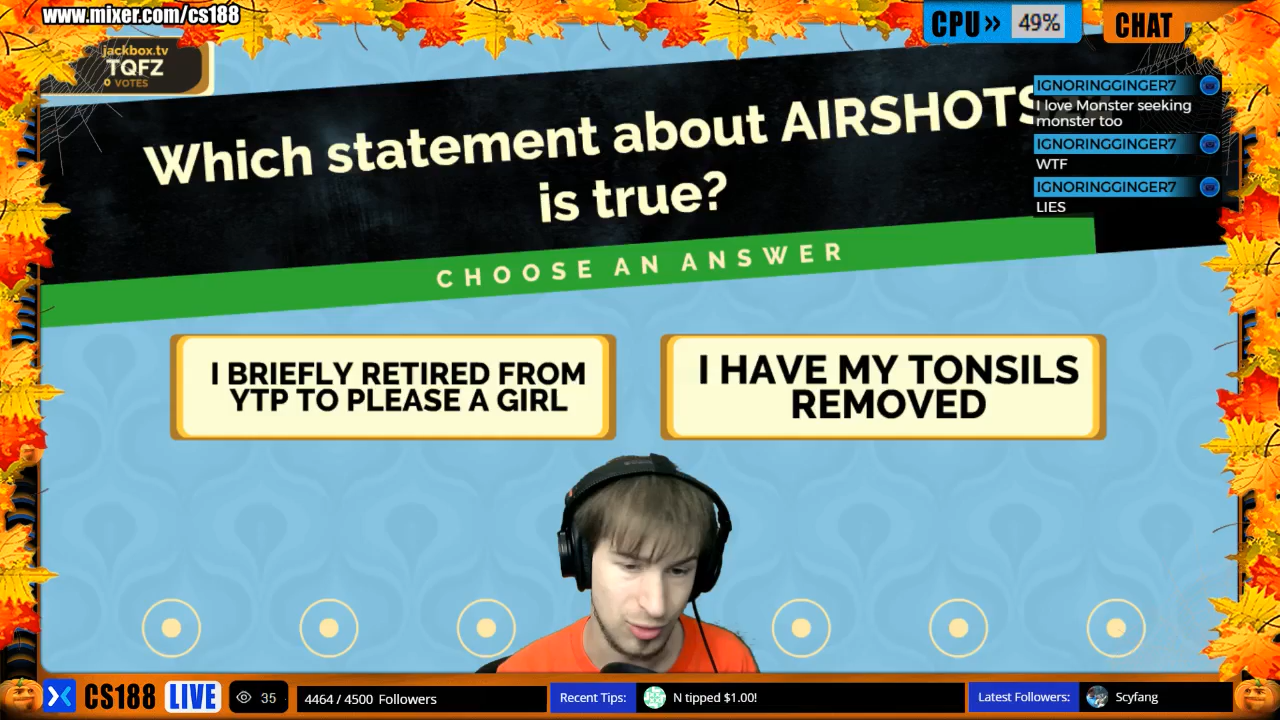 www.mixer.com/cs188
CPU» 49%
CHAT
jackbox.tv
TQFZ
0 VOTES
Which statement about AIRSHOTS
is true?
CHOOSE AN ANSWER
IGNORINGGINGER7
I love Monster seeking
monster too
IGNORINGGINGER7
WTF
IGNORINGGINGER7
LIES
I BRIEFLY RETIRED FROM
YTP TO PLEASE A GIRL
I HAVE MY TONSILS
REMOVED
CS188 LIVE
35
4464 / 4500 Followers
Recent Tips:
N tipped $1.00!
Latest Followers:
Scyfang